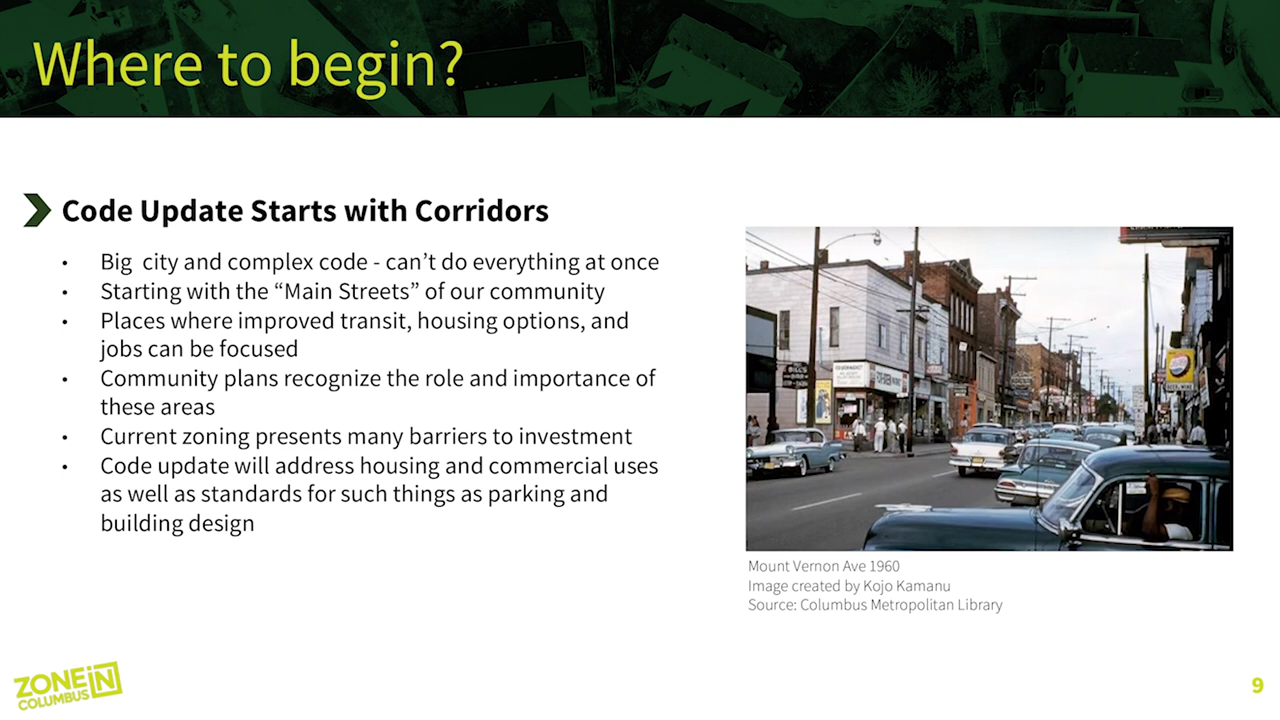 Where to begin?
Code Update Starts with Corridors
• Big city and complex code - can’t do everything at once
• Starting with the “Main Streets” of our community
• Places where improved transit, housing options, and
jobs can be focused
• Community plans recognize the role and importance of
these areas
• Current zoning presents many barriers to investment
• Code update will address housing and commercial uses
as well as standards for such things as parking and
building design
Mount Vernon Ave 1960
Image created by Kojo Kamanu
Source: Columbus Metropolitan Library
ZONE iN
COLUMBUS
9